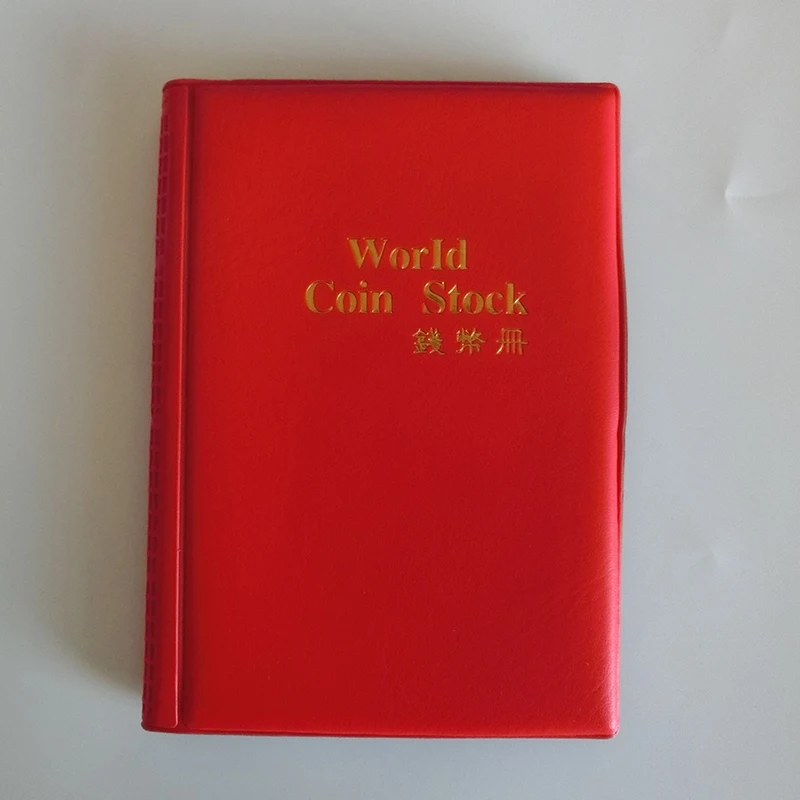 World
Coin Stock
錢幣冊